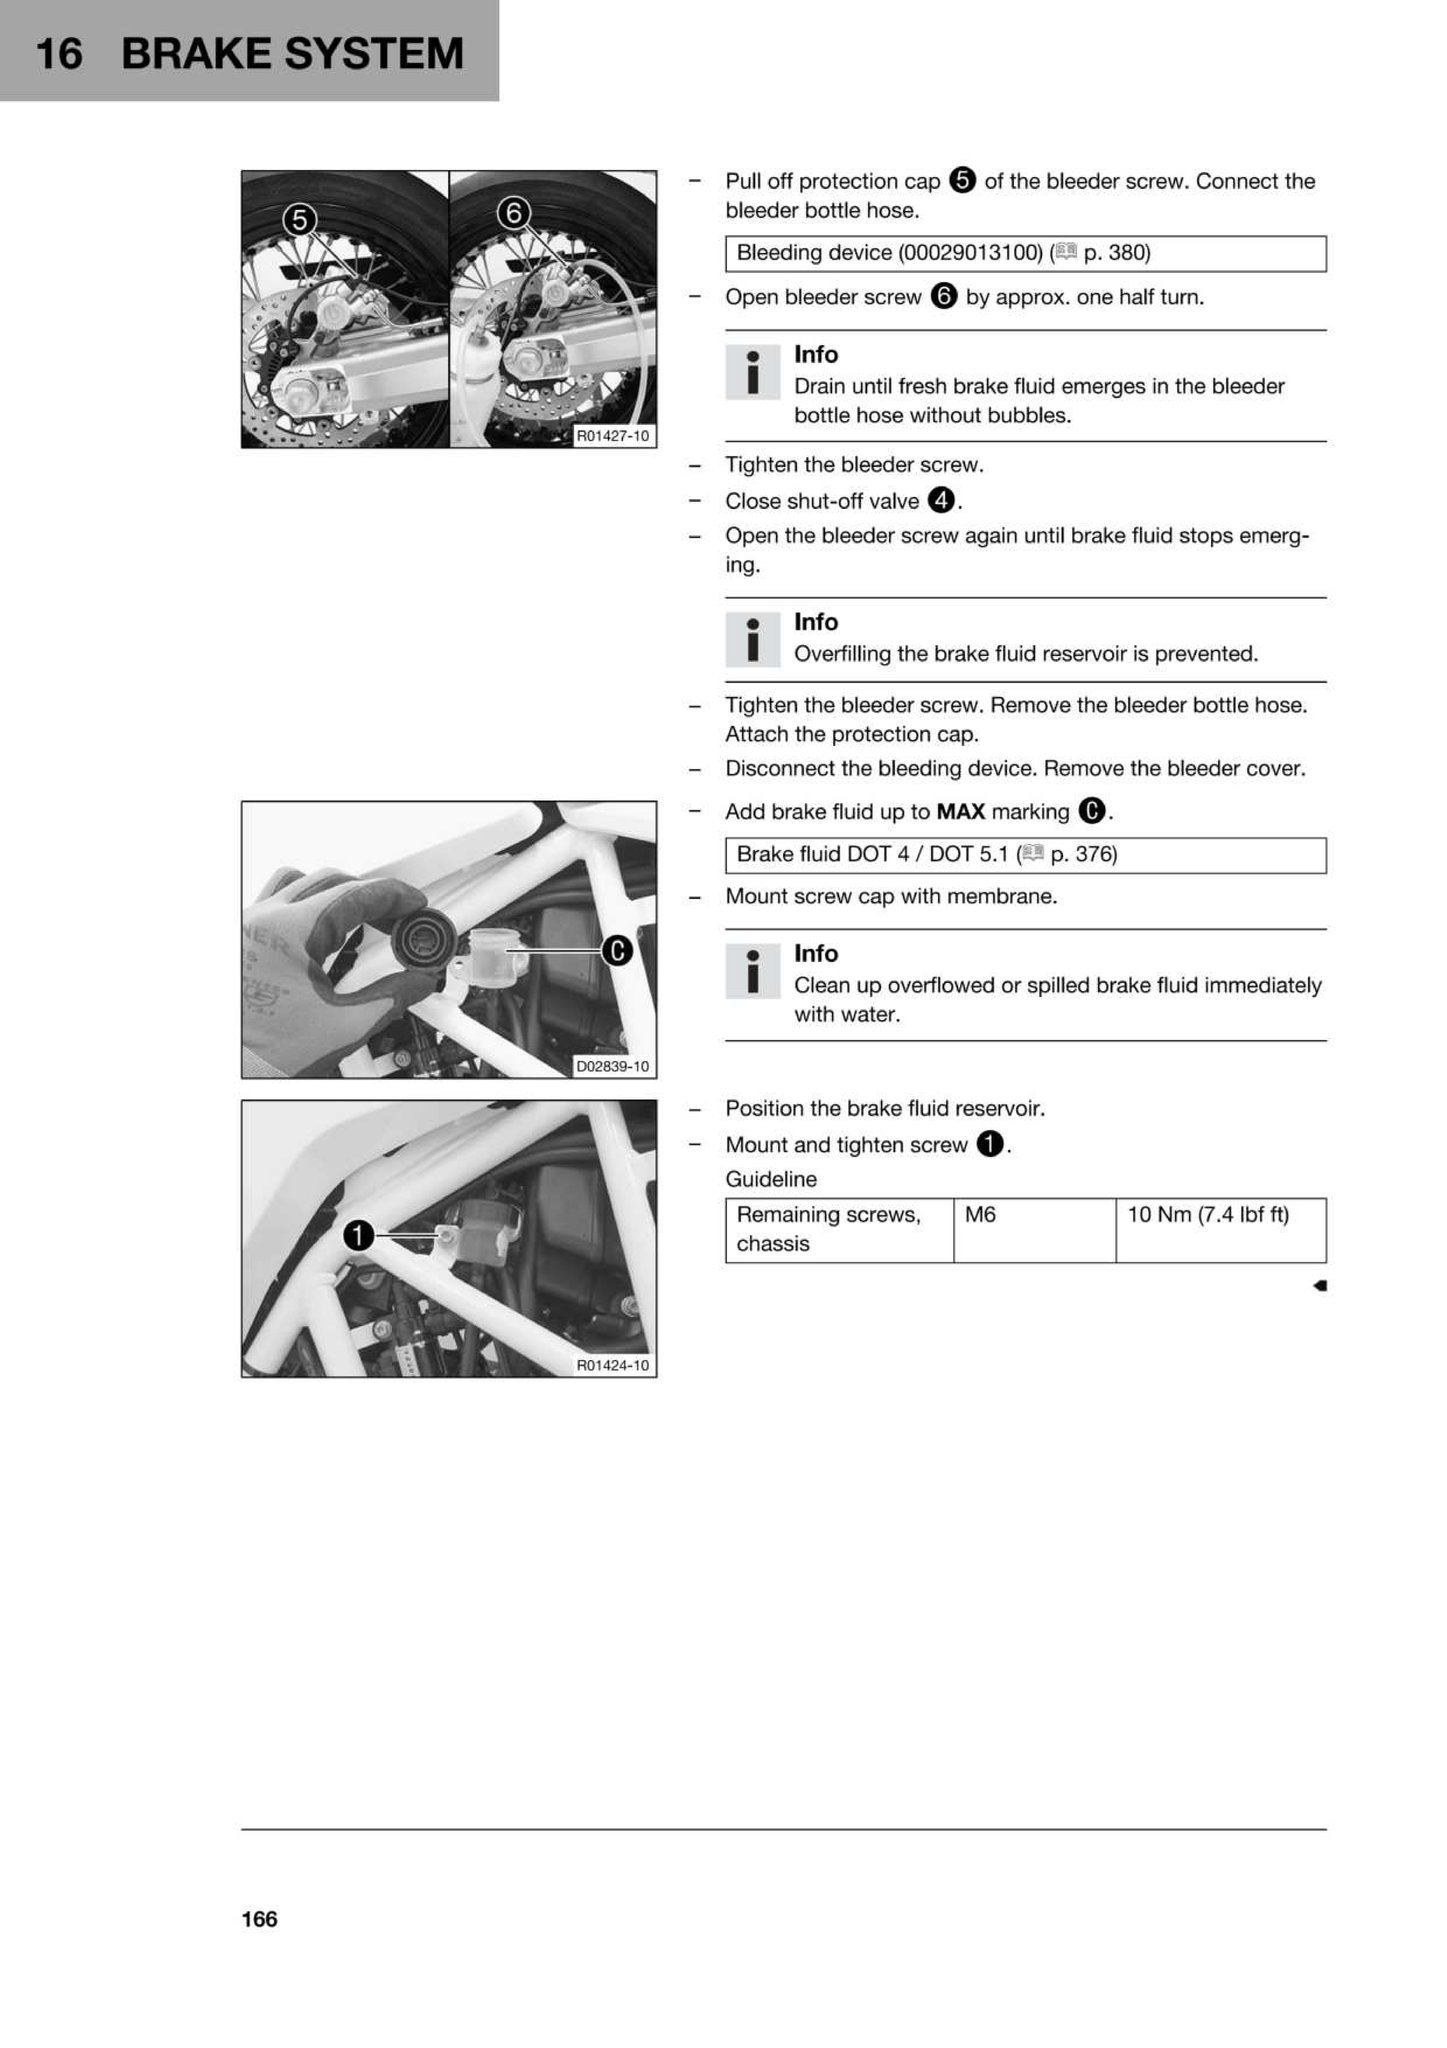 16 BRAKE SYSTEM
5
6
R01427-10
– Pull off protection cap 5 of the bleeder screw. Connect the
bleeder bottle hose.
Bleeding device (00029013100) ( p. 380)
– Open bleeder screw 6 by approx. one half turn.
i Info
Drain until fresh brake fluid emerges in the bleeder
bottle hose without bubbles.
– Tighten the bleeder screw.
– Close shut-off valve 4.
– Open the bleeder screw again until brake fluid stops emerg-
ing.
i Info
Overfilling the brake fluid reservoir is prevented.
– Tighten the bleeder screw. Remove the bleeder bottle hose.
Attach the protection cap.
– Disconnect the bleeding device. Remove the bleeder cover.
C
D02839-10
– Add brake fluid up to MAX marking C.
Brake fluid DOT 4 / DOT 5.1 ( p. 376)
– Mount screw cap with membrane.
i Info
Clean up overflowed or spilled brake fluid immediately
with water.
1
R01424-10
– Position the brake fluid reservoir.
– Mount and tighten screw 1.
Guideline
Remaining screws, M6 10 Nm (7.4 lbf ft)
chassis
166